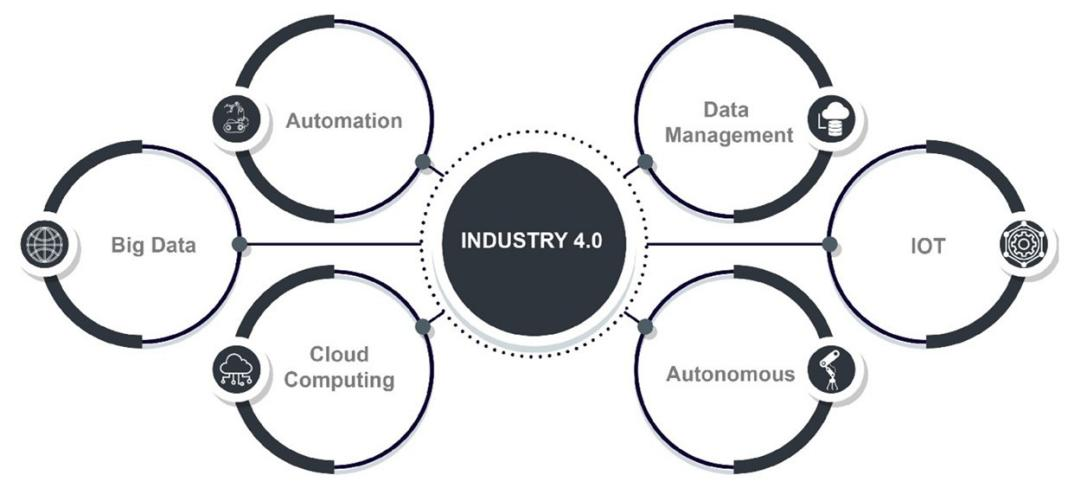 Automation
Data
Management
Big Data
INDUSTRY 4.0
IOT
Cloud
Computing
Autonomous